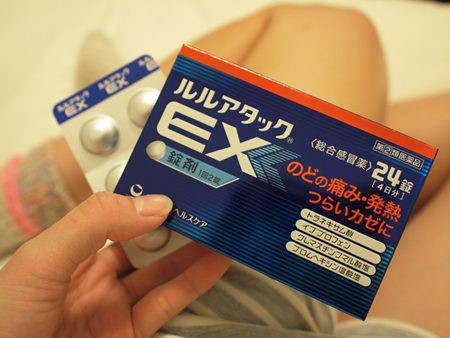 ルルアタック
EX
ルルアタック®
EX
錠剤 1回2錠
指定第②類医薬品
〈総合感冒薬〉 24錠
[4日分]
のどの痛み・発熱
つらいカゼに
トラネキサム酸
イブプロフェン
クレマスチンフマル酸塩
ブロムヘキシン塩酸塩
ヘルスケア